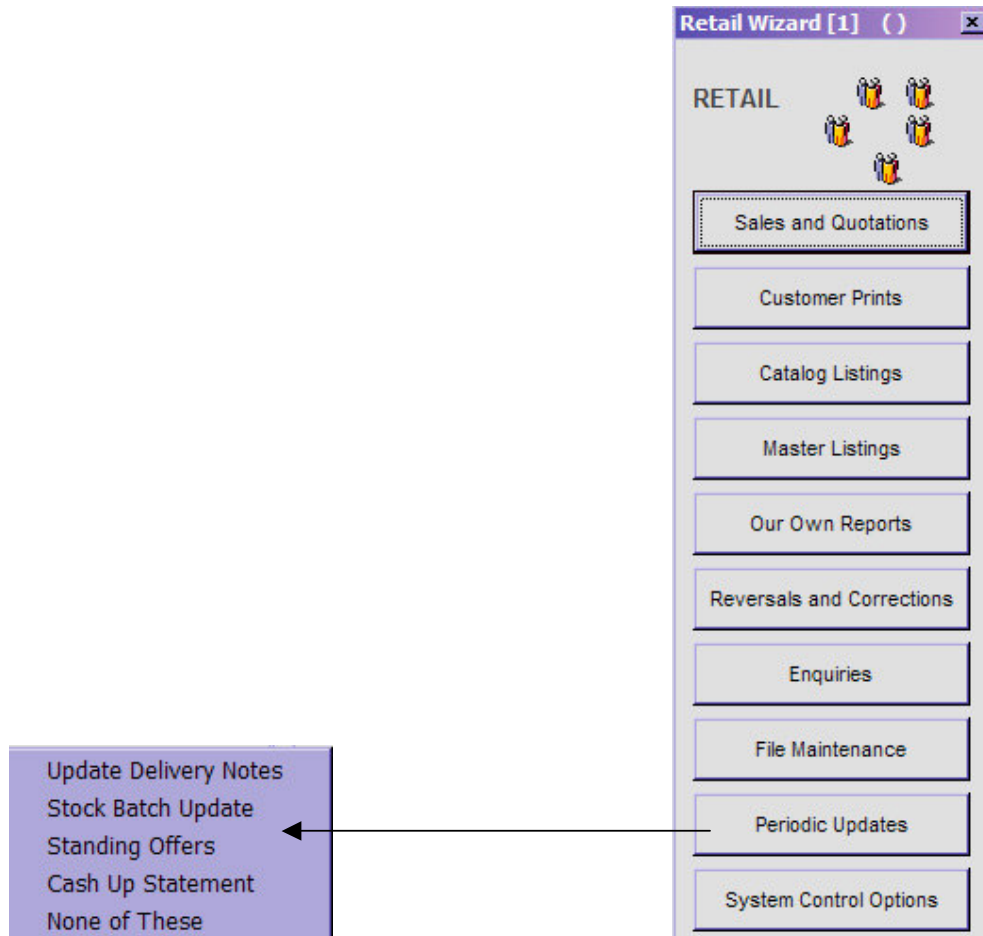 Retail Wizard [1] ( )
RETAIL
Sales and Quotations
Customer Prints
Catalog Listings
Master Listings
Our Own Reports
Reversals and Corrections
Enquiries
File Maintenance
Periodic Updates
System Control Options
Update Delivery Notes
Stock Batch Update
Standing Offers
Cash Up Statement
None of These